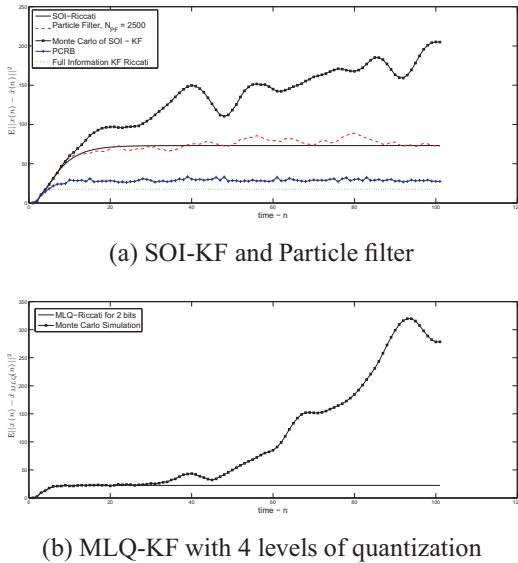 SOI-Riccati
Particle Filter, N_PF = 2500
Monte Carlo of SOI - KF
PCRB
Full Information KF Riccati
E||x(n) − x̂(n)||²
250
200
150
100
50
0
0 20 40 60 80 100 120
time - n
(a) SOI-KF and Particle filter
MLQ-Riccati for 2 bits
Monte Carlo Simulation
E||x(n) − x̂_MLQ(n)||²
350
300
250
200
150
100
50
0
0 20 40 60 80 100 120
time - n
(b) MLQ-KF with 4 levels of quantization